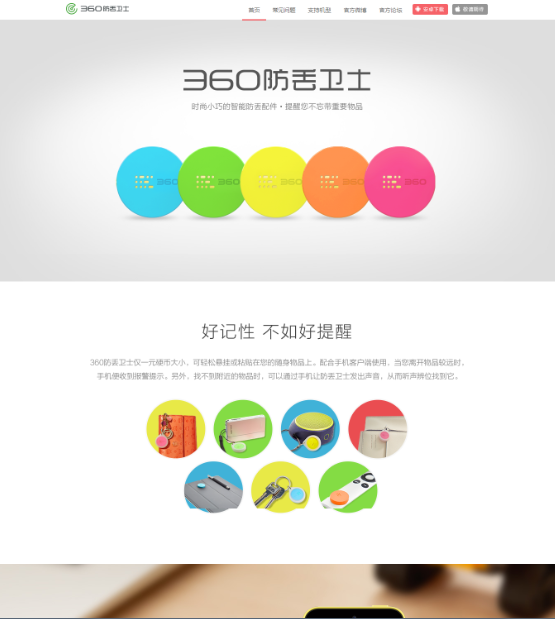 360防丢卫士
首页 常见问题 支持机型 官方商城 官方论坛 安卓下载
360防丢卫士
时尚小巧的智能防丢配件・提醒您不忘带重要物品
360 360 360 360 360
好记性 不如好提醒
360防丢卫士仅一元硬币大小，可轻松悬挂或粘贴在您的随身物品上。配合手机客户端使用，当您离开物品较远时，
手机便收到报警提示。另外，找不到附近的物品时，可以通过手机让防丢卫士发出声音，从而听声辨位找到它。